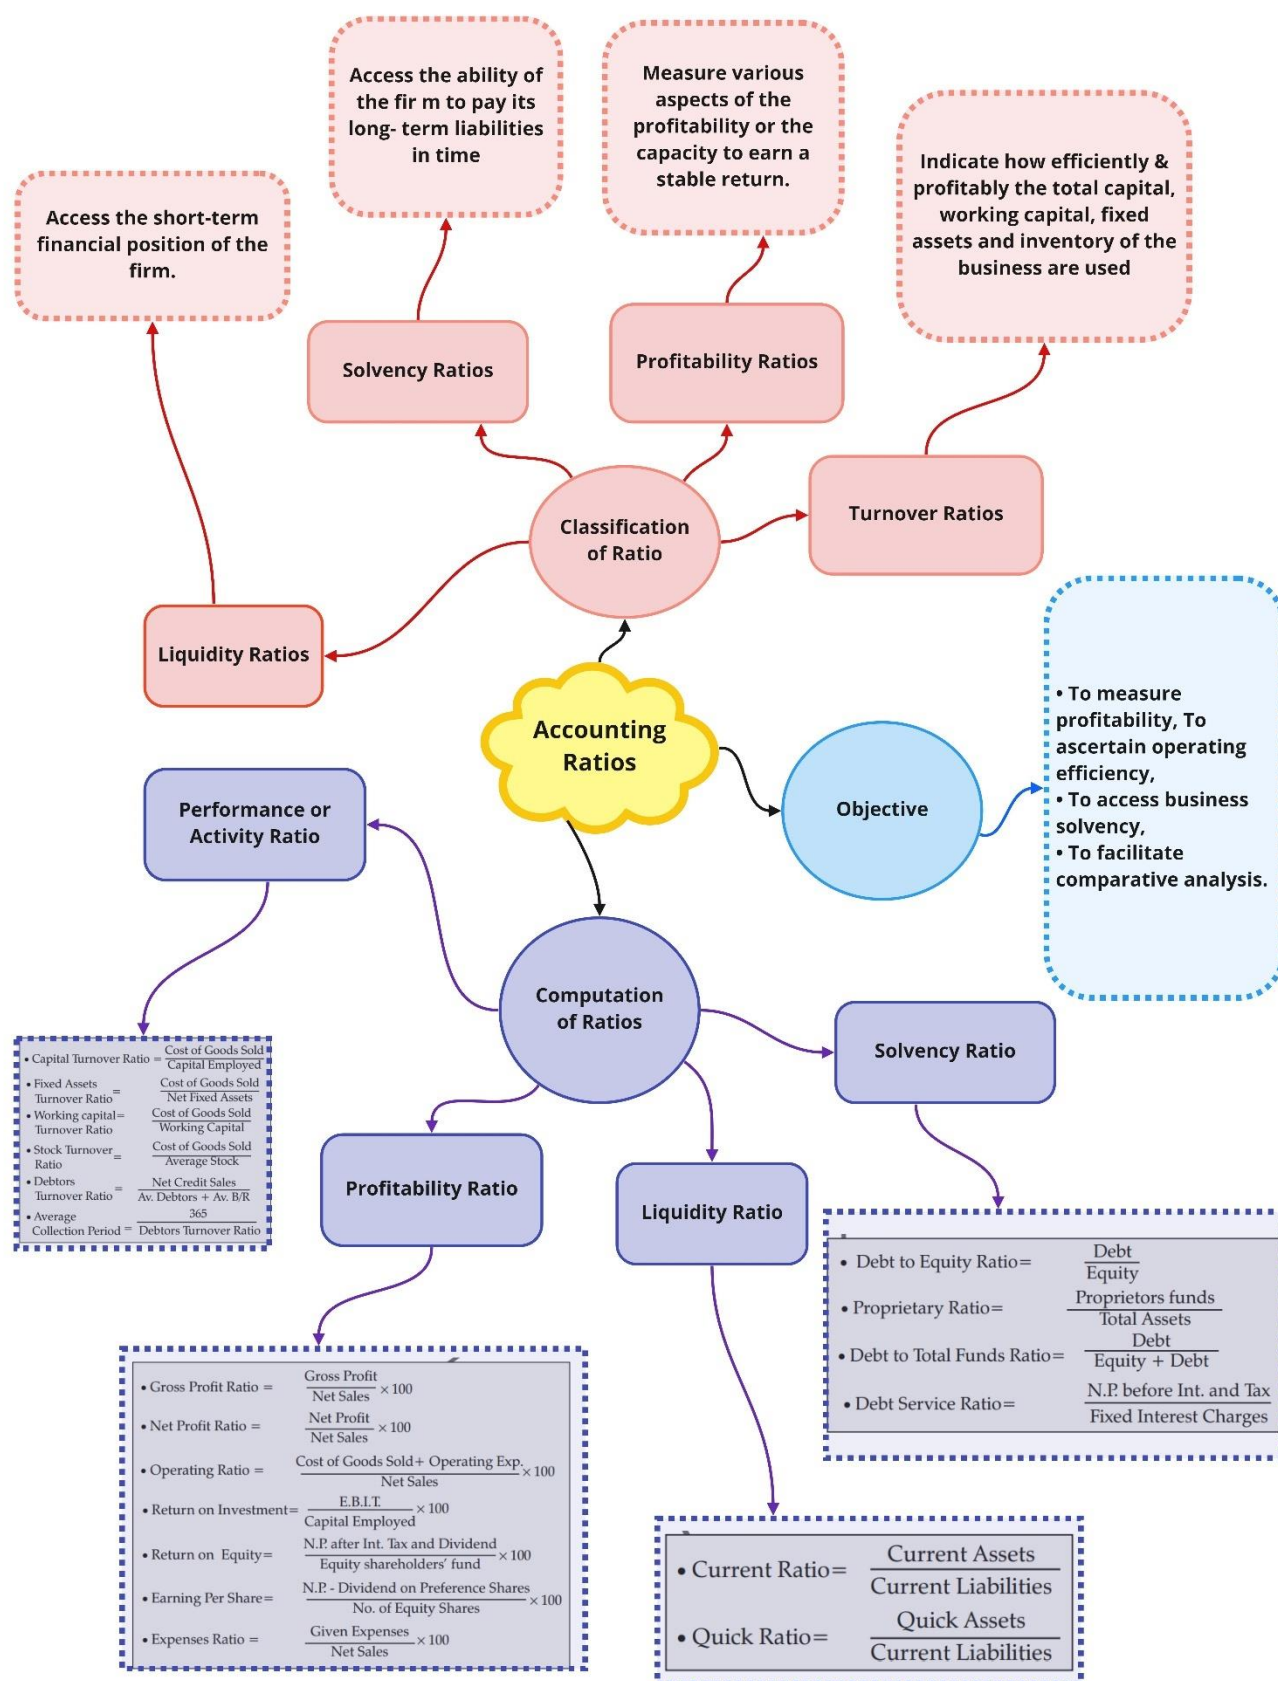 Access the ability of
the fir m to pay its
long- term liabilities
in time
Measure various
aspects of the
profitability or the
capacity to earn a
stable return.
Indicate how efficiently &
profitably the total capital,
working capital, fixed
assets and inventory of the
business are used
Access the short-term
financial position of the
firm.
Solvency Ratios
Profitability Ratios
Turnover Ratios
Classification
of Ratio
Liquidity Ratios
Accounting
Ratios
Objective
• To measure
profitability, To
ascertain operating
efficiency,
• To access business
solvency,
• To facilitate
comparative analysis.
Performance or
Activity Ratio
Computation
of Ratios
Solvency Ratio
Profitability Ratio
Liquidity Ratio
• Capital Turnover Ratio = Cost of Goods Sold
Capital Employed
• Fixed Assets
Turnover Ratio = Cost of Goods Sold
Net Fixed Assets
• Working capital
Turnover Ratio = Cost of Goods Sold
Working Capital
• Stock Turnover
Ratio = Cost of Goods Sold
Average Stock
• Debtors
Turnover Ratio = Net Credit Sales
Av. Debtors + Av. B/R
• Average
Collection Period = 365
Debtors Turnover Ratio
• Debt to Equity Ratio= Debt
Equity
• Proprietary Ratio= Proprietors funds
Total Assets
• Debt to Total Funds Ratio= Debt
Equity + Debt
• Debt Service Ratio= N.P. before Int. and Tax
Fixed Interest Charges
• Gross Profit Ratio = Gross Profit × 100
Net Sales
• Net Profit Ratio = Net Profit × 100
Net Sales
• Operating Ratio = Cost of Goods Sold+ Operating Exp. × 100
Net Sales
• Return on Investment= E.B.I.T. × 100
Capital Employed
• Return on Equity= N.P. after Int. Tax and Dividend × 100
Equity shareholders' fund
• Earning Per Share= N.P. - Dividend on Preference Shares × 100
No. of Equity Shares
• Expenses Ratio = Given Expenses × 100
Net Sales
• Current Ratio= Current Assets
Current Liabilities
• Quick Ratio= Quick Assets
Current Liabilities